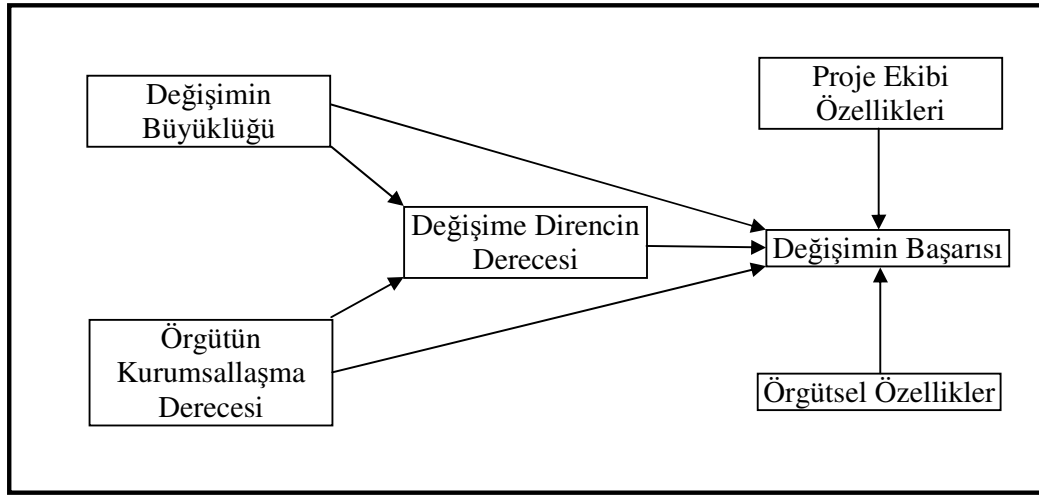 Değişimin
Büyüklüğü
Proje Ekibi
Özellikleri
Değişime Direncin
Derecesi
Değişimin Başarısı
Örgütün
Kurumsallaşma
Derecesi
Örgütsel Özellikler